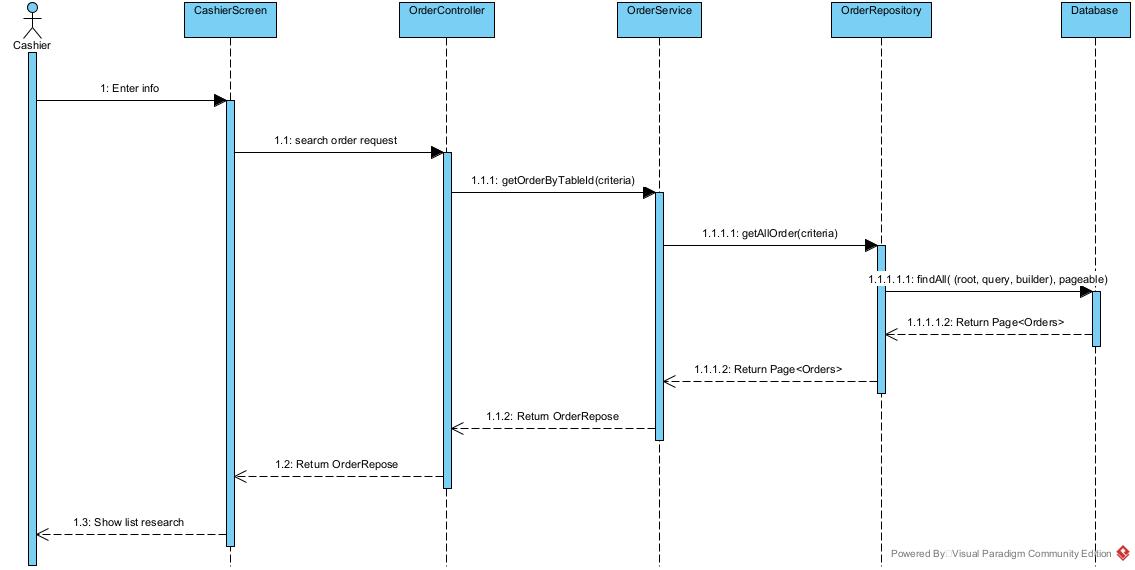 CashierScreen
OrderController
OrderService
OrderRepository
Database
Cashier
1: Enter info
1.1: search order request
1.1.1: getOrderByTableId(criteria)
1.1.1.1: getAllOrder(criteria)
1.1.1.1.1: findAll( (root, query, builder), pageable)
1.1.1.1.2: Return Page<Orders>
1.1.1.2: Return Page<Orders>
1.1.2: Return OrderRepose
1.2: Return OrderRepose
1.3: Show list research
Powered By Visual Paradigm Community Edition